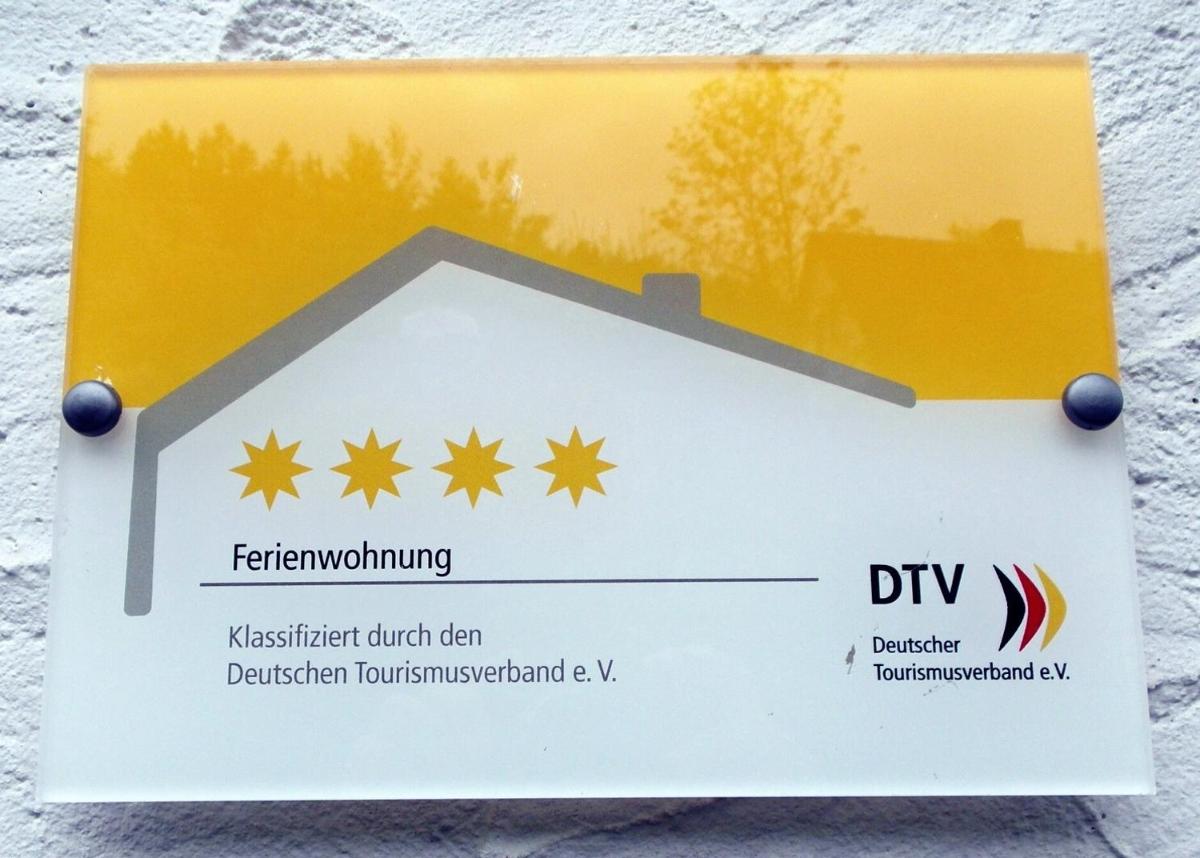 Ferienwohnung
Klassifiziert durch den
Deutschen Tourismusverband e. V.
DTV
Deutscher
Tourismusverband e.V.